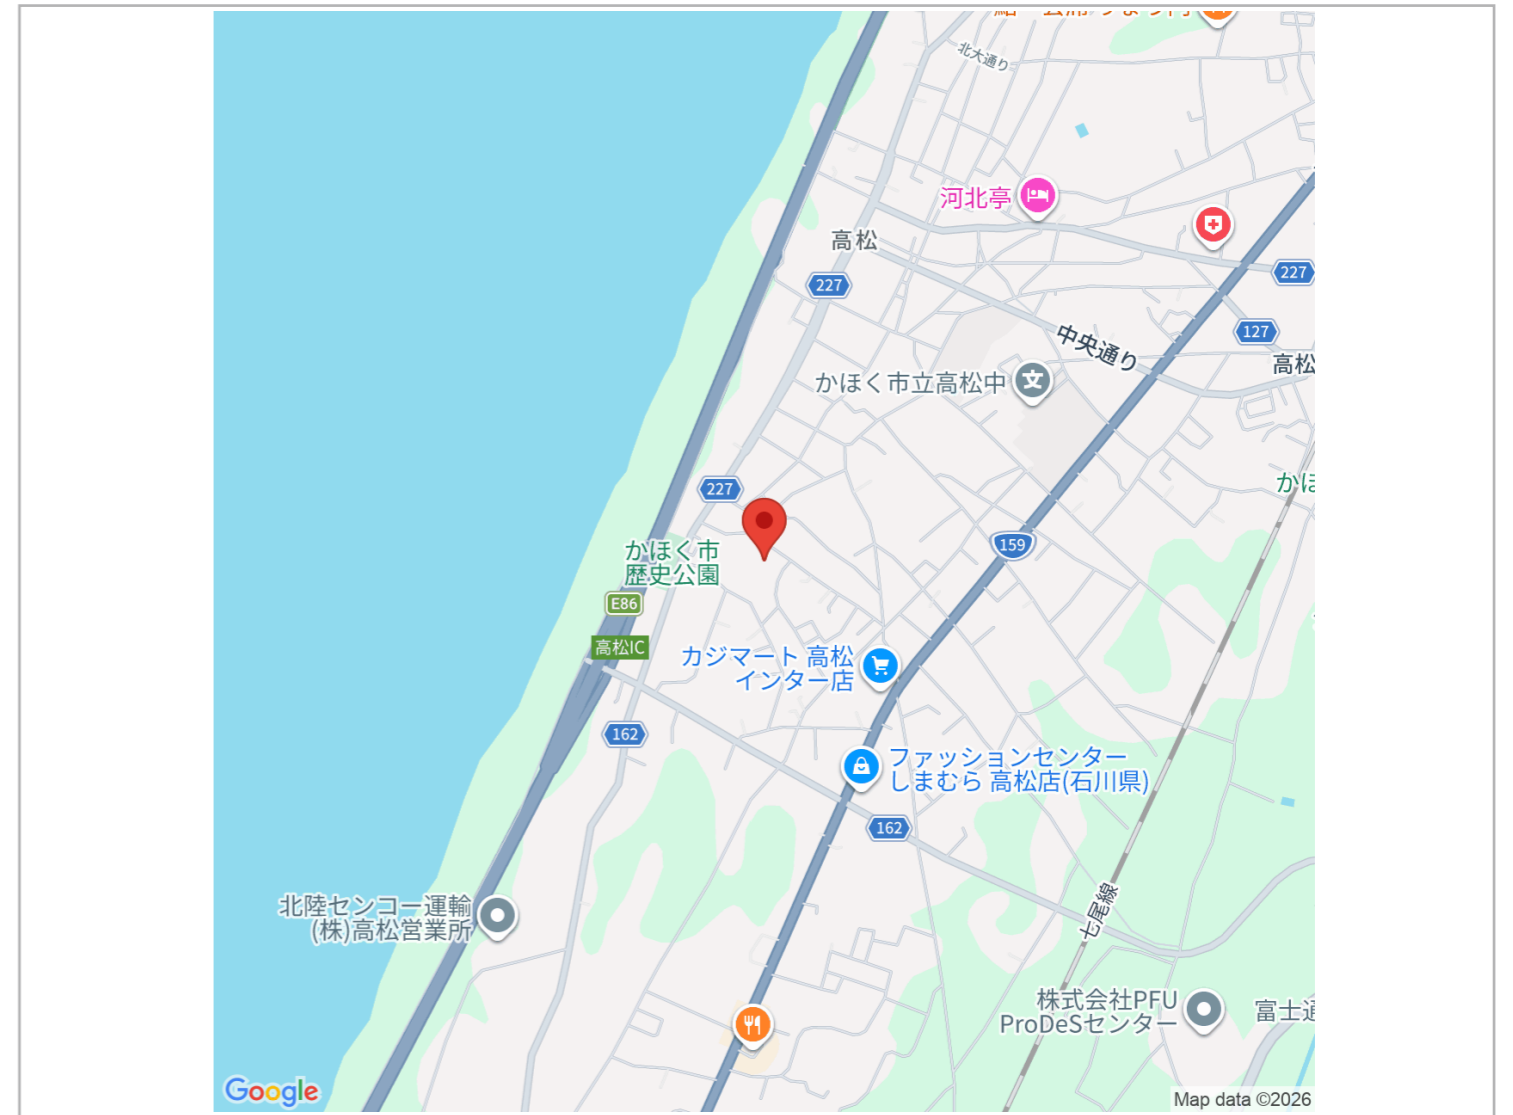 北大通り
河北亭
高松
227
227
127
中央通り
高松
かほく市立高松中
227
159
かほく市
歴史公園
E86
高松IC
カジマート 高松
インター店
162
ファッションセンター
しまむら 高松店(石川県)
162
北陸センコー運輸
(株)高松営業所
七尾線
株式会社PFU
ProDeSセンター
富士通
Google
Map data ©2026